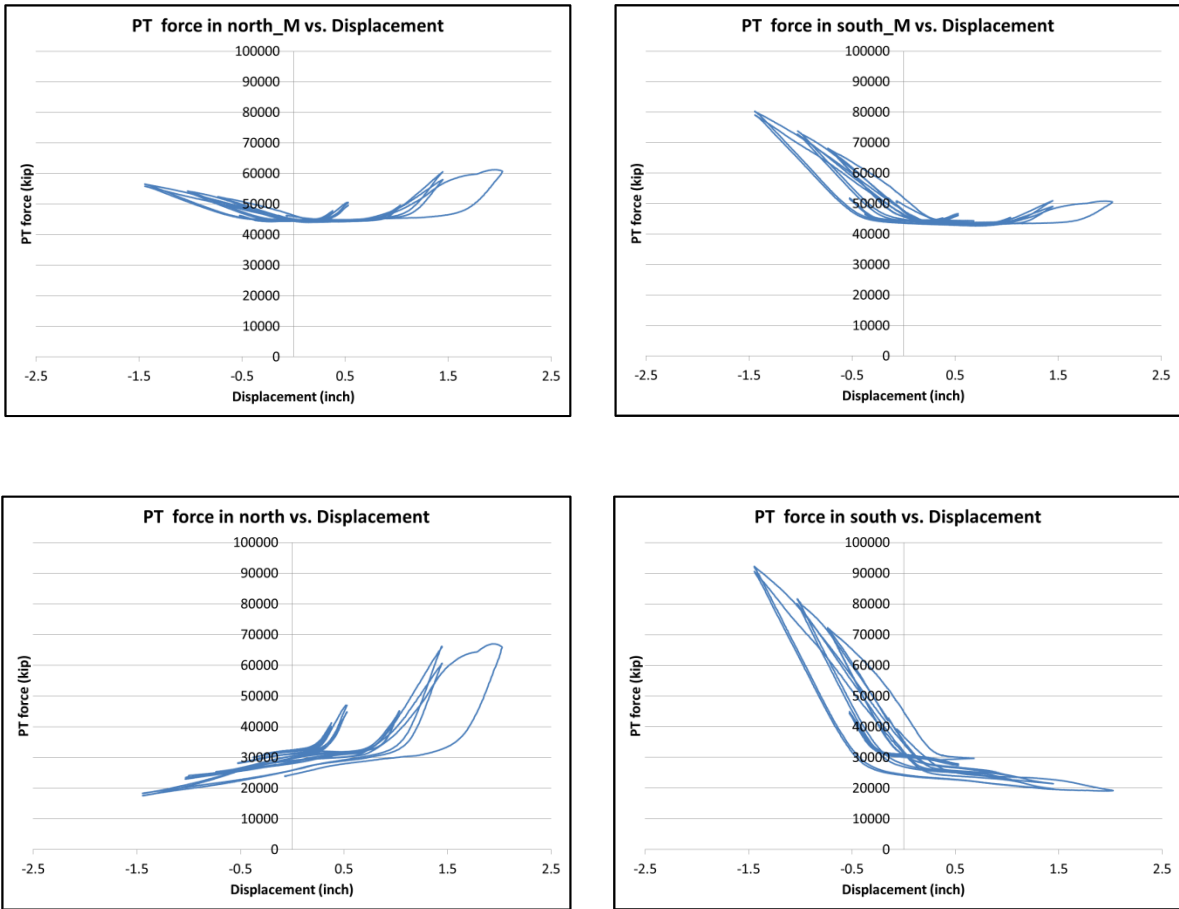 PT force in north_M vs. Displacement
PT force (kip)
100000
90000
80000
70000
60000
50000
40000
30000
20000
10000
0
-2.5 -1.5 -0.5 0.5 1.5 2.5
Displacement (inch)
PT force in south_M vs. Displacement
PT force (kip)
100000
90000
80000
70000
60000
50000
40000
30000
20000
10000
0
-2.5 -1.5 -0.5 0.5 1.5 2.5
Displacement (inch)
PT force in north vs. Displacement
PT force (kip)
100000
90000
80000
70000
60000
50000
40000
30000
20000
10000
0
-2.5 -1.5 -0.5 0.5 1.5 2.5
Displacement (inch)
PT force in south vs. Displacement
PT force (kip)
100000
90000
80000
70000
60000
50000
40000
30000
20000
10000
0
-2.5 -1.5 -0.5 0.5 1.5 2.5
Displacement (inch)